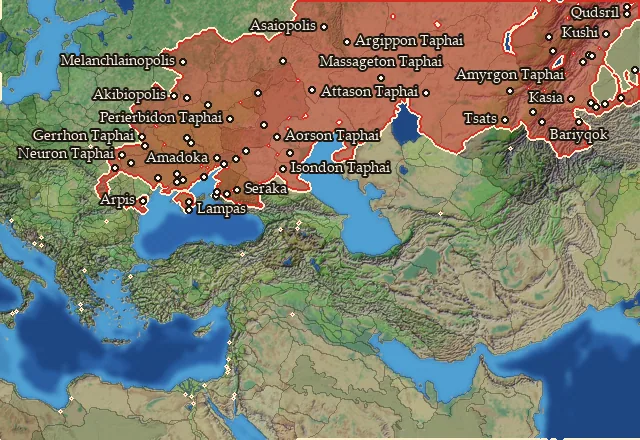 Qudsril
Asaiopolis
Kushi
Argippon Taphai
Melanchlainopolis
Massageton Taphai
Amyrgon Taphai
Akibiopolis
Attason Taphai
Kasia
Perierbidon Taphai
Tsats
Gerrhon Taphai
Aorson Taphai
Bariyqok
Neuron Taphai
Amadoka
Isondon Taphai
Seraka
Arpis
Lampas